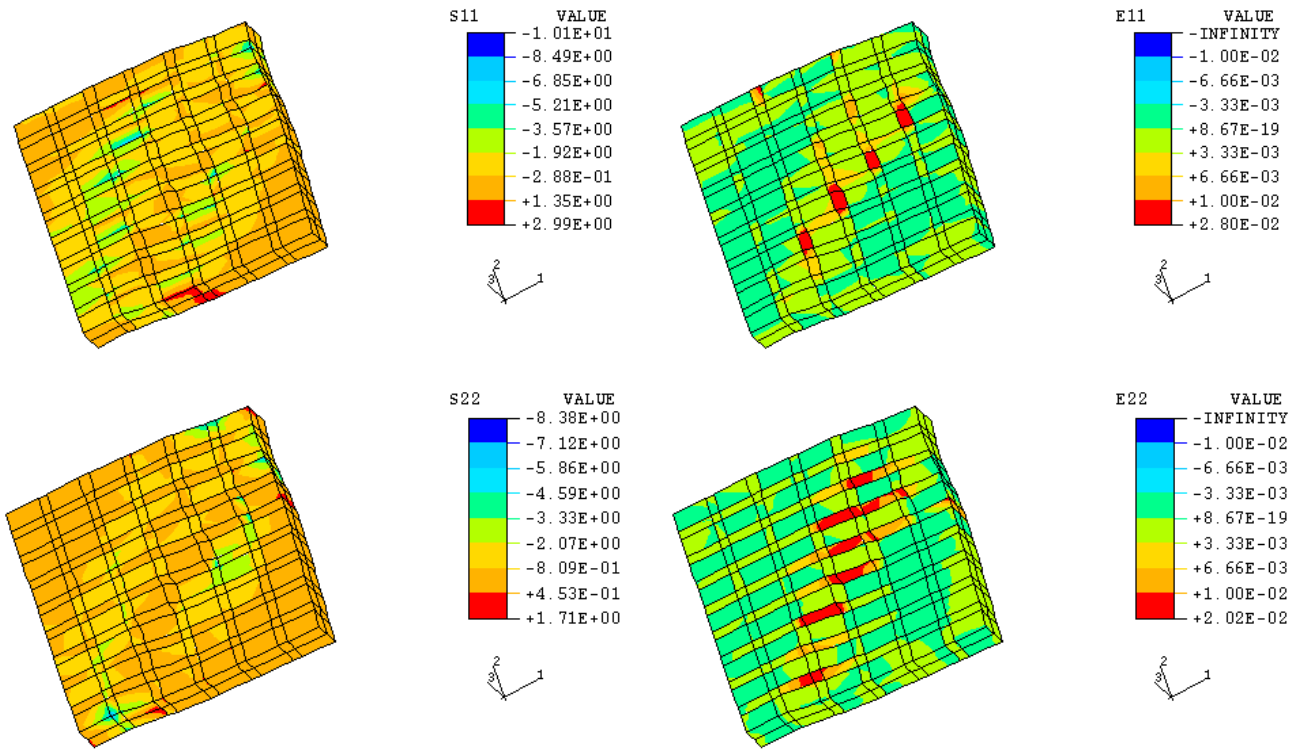 S11 VALUE
-1.01E+01
-8.49E+00
-6.85E+00
-5.21E+00
-3.57E+00
-1.92E+00
-2.88E-01
+1.35E+00
+2.99E+00
2
3
1
E11 VALUE
-INFINITY
-1.00E-02
-6.66E-03
-3.33E-03
+8.67E-19
+3.33E-03
+6.66E-03
+1.00E-02
+2.80E-02
2
3
1
S22 VALUE
-8.38E+00
-7.12E+00
-5.86E+00
-4.59E+00
-3.33E+00
-2.07E+00
-8.09E-01
+4.53E-01
+1.71E+00
2
3
1
E22 VALUE
-INFINITY
-1.00E-02
-6.66E-03
-3.33E-03
+8.67E-19
+3.33E-03
+6.66E-03
+1.00E-02
+2.02E-02
2
3
1